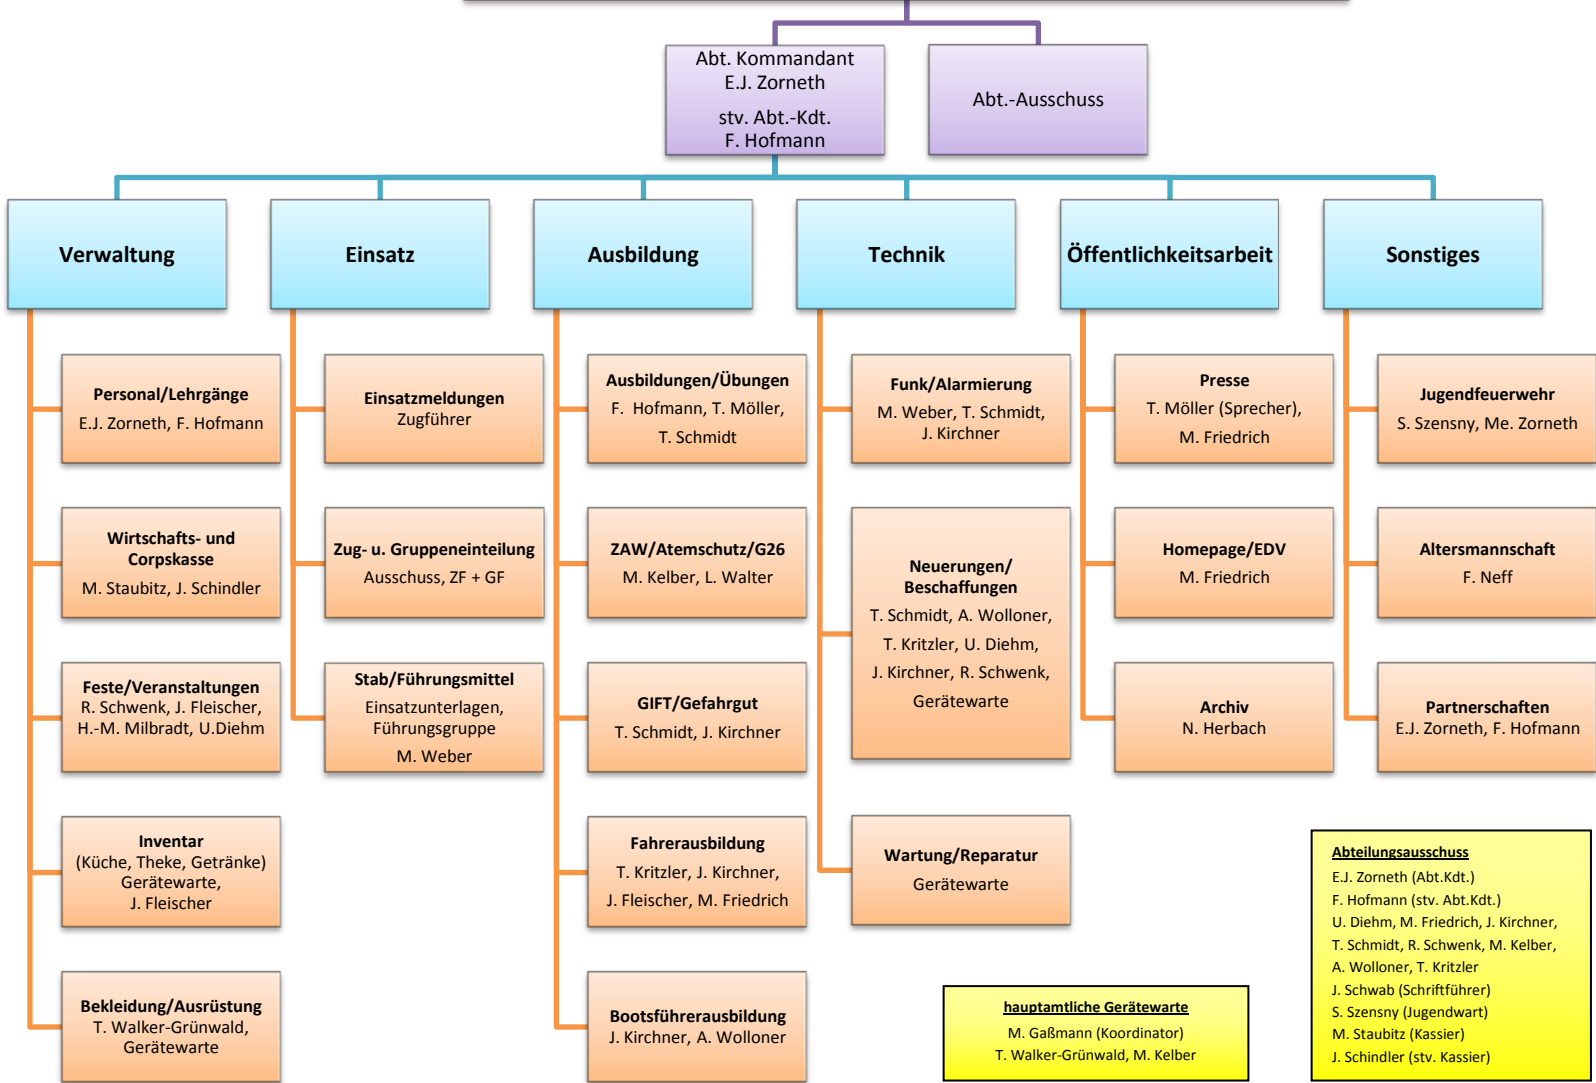 Abt. Kommandant
E.J. Zorneth
stv. Abt.-Kdt.
F. Hofmann
Abt.-Ausschuss
Verwaltung
Einsatz
Ausbildung
Technik
Öffentlichkeitsarbeit
Sonstiges
Personal/Lehrgänge
E.J. Zorneth, F. Hofmann
Wirtschafts- und
Corpskasse
M. Staubitz, J. Schindler
Feste/Veranstaltungen
R. Schwenk, J. Fleischer,
H.-M. Milbradt, U.Diehm
Inventar
(Küche, Theke, Getränke)
Gerätewarte,
J. Fleischer
Bekleidung/Ausrüstung
T. Walker-Grünwald,
Gerätewarte
Einsatzmeldungen
Zugführer
Zug- u. Gruppeneinteilung
Ausschuss, ZF + GF
Stab/Führungsmittel
Einsatzunterlagen,
Führungsgruppe
M. Weber
Ausbildungen/Übungen
F. Hofmann, T. Möller,
T. Schmidt
ZAW/Atemschutz/G26
M. Kelber, L. Walter
GIFT/Gefahrgut
T. Schmidt, J. Kirchner
Fahrerausbildung
T. Kritzler, J. Kirchner,
J. Fleischer, M. Friedrich
Bootsführerausbildung
J. Kirchner, A. Wolloner
Funk/Alarmierung
M. Weber, T. Schmidt,
J. Kirchner
Neuerungen/
Beschaffungen
T. Schmidt, A. Wolloner,
T. Kritzler, U. Diehm,
J. Kirchner, R. Schwenk,
Gerätewarte
Wartung/Reparatur
Gerätewarte
Presse
T. Möller (Sprecher),
M. Friedrich
Homepage/EDV
M. Friedrich
Archiv
N. Herbach
Jugendfeuerwehr
S. Szensny, Me. Zorneth
Altersmannschaft
F. Neff
Partnerschaften
E.J. Zorneth, F. Hofmann
hauptamtliche Gerätewarte
M. Gaßmann (Koordinator)
T. Walker-Grünwald, M. Kelber
Abteilungsausschuss
E.J. Zorneth (Abt.Kdt.)
F. Hofmann (stv. Abt.Kdt.)
U. Diehm, M. Friedrich, J. Kirchner,
T. Schmidt, R. Schwenk, M. Kelber,
A. Wolloner, T. Kritzler
J. Schwab (Schriftführer)
S. Szensny (Jugendwart)
M. Staubitz (Kassier)
J. Schindler (stv. Kassier)